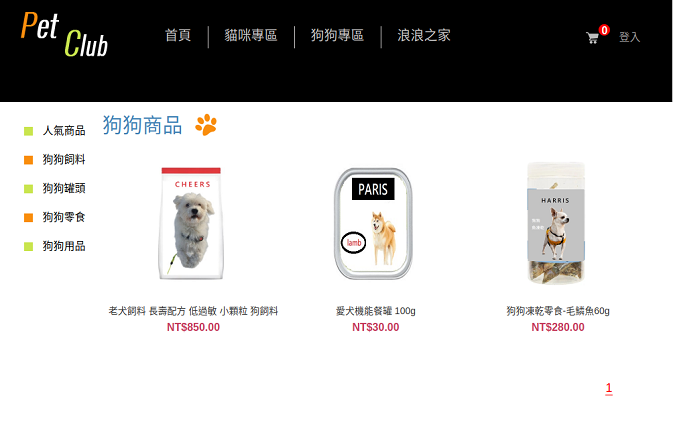 Pet Club
首頁
貓咪專區
狗狗專區
浪浪之家
0
登入
人氣商品
狗狗飼料
狗狗罐頭
狗狗零食
狗狗用品
狗狗商品
CHEERS
PARIS
lamb
HARRIS
老犬飼料 長壽配方 低過敏 小顆粒 狗飼料
NT$850.00
愛犬機能餐罐 100g
NT$30.00
狗狗凍乾零食-毛鱗魚60g
NT$280.00
1